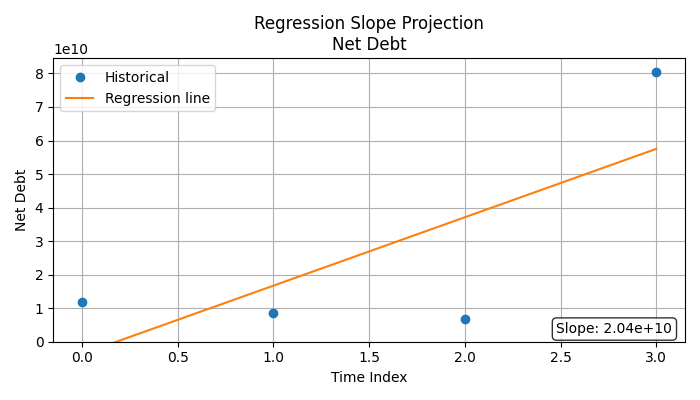 Regression Slope Projection
Net Debt
1e10
Historical
Regression line
8
7
6
5
4
3
2
1
0
Net Debt
Slope: 2.04e+10
0.0 0.5 1.0 1.5 2.0 2.5 3.0
Time Index